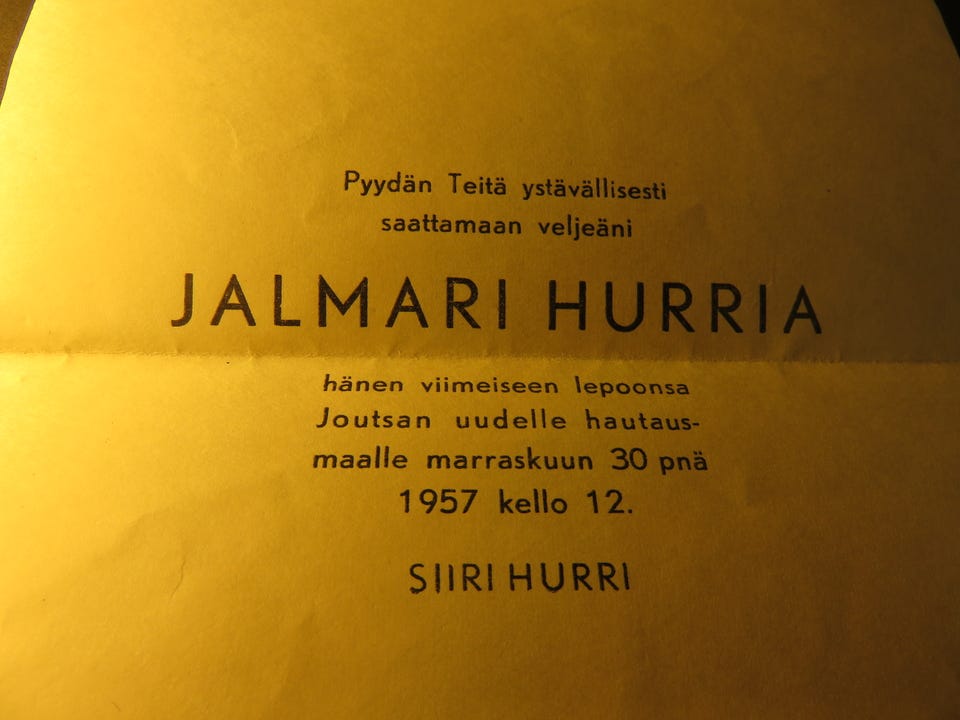 Pyydän Teitä ystävällisesti
saattamaan veljeäni
JALMARI HURRIA
hänen viimeiseen lepoonsa
Joutsan uudelle hautaus-
maalle marraskuun 30 pnä
1957 kello 12.
SIIRI HURRI